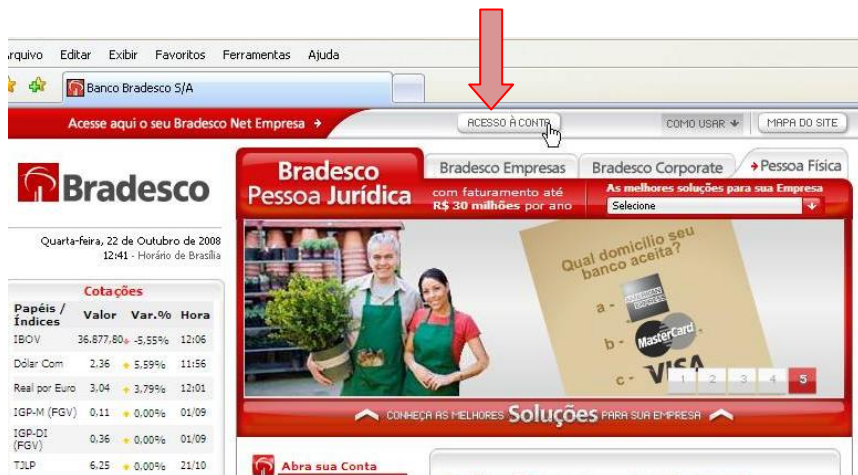 Arquivo Editar Exibir Favoritos Ferramentas Ajuda
Banco Bradesco S/A
Acesse aqui o seu Bradesco Net Empresa
ACESSO À CONTA
COMO USAR
MAPA DO SITE
Bradesco
Quarta-feira, 22 de Outubro de 2008
12:41 - Horário de Brasília
Bradesco Pessoa Jurídica
Bradesco Empresas
Bradesco Corporate
Pessoa Física
com faturamento até
R$ 30 milhões por ano
As melhores soluções para sua Empresa
Selecione
Qual domicílio seu
banco aceita?
a - AMERICAN EXPRESS
b - MasterCard
c - VISA
1 2 3 4 5
CONHEÇA AS MELHORES Soluções PARA SUA EMPRESA
Cotações
Papéis / Índices Valor Var.% Hora
IBOV 36.877,80 -5,55% 12:06
Dólar Com 2,36 5,59% 11:56
Real por Euro 3,04 3,79% 12:01
IGP-M (FGV) 0,11 0,00% 01/09
IGP-DI (FGV) 0,36 0,00% 01/09
TJLP 6,25 0,00% 21/10
Abra sua Conta